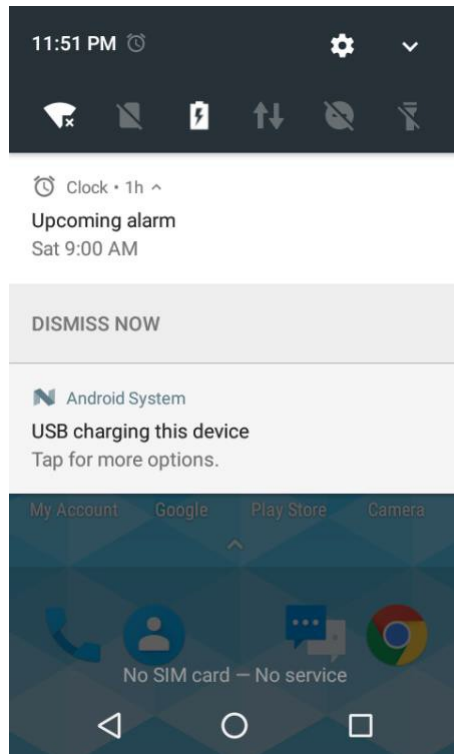 11:51 PM
Clock • 1h
Upcoming alarm
Sat 9:00 AM
DISMISS NOW
Android System
USB charging this device
Tap for more options.
My Account Google Play Store Camera
No SIM card — No service